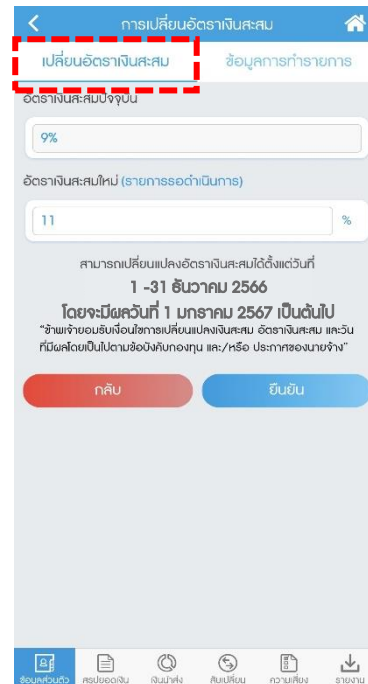 การเปลี่ยนอัตราเงินสะสม
เปลี่ยนอัตราเงินสะสม ข้อมูลการทำรายการ
อัตราเงินสะสมปัจจุบัน
9%
อัตราเงินสะสมใหม่ (รายการรอดำเนินการ)
11 %
สามารถเปลี่ยนแปลงอัตราเงินสะสมได้ตั้งแต่วันที่
1 -31 ธันวาคม 2566
โดยจะมีผลวันที่ 1 มกราคม 2567 เป็นต้นไป
“ข้าพเจ้ายอมรับเงื่อนไขการเปลี่ยนแปลงเงินสะสม อัตราเงินสะสม และวัน
ที่มีผลโดยเป็นไปตามข้อบังคับกองทุน และ/หรือ ประกาศของนายจ้าง”
กลับ ยืนยัน
ข้อมูลส่วนตัว สรุปยอดเงิน เงินนำส่ง สับเปลี่ยน ความเสี่ยง รายงาน